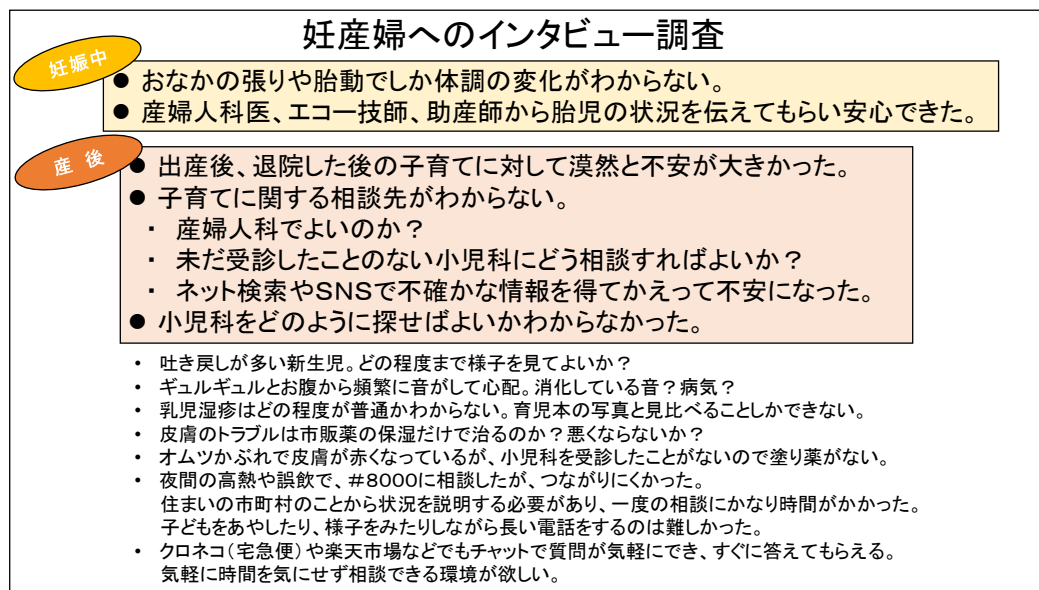 妊産婦へのインタビュー調査
妊娠中
● おなかの張りや胎動でしか体調の変化がわからない。
● 産婦人科医、エコー技師、助産師から胎児の状況を伝えてもらい安心できた。
産 後
● 出産後、退院した後の子育てに対して漠然と不安が大きかった。
● 子育てに関する相談先がわからない。
・ 産婦人科でよいのか？
・ 未だ受診したことのない小児科にどう相談すればよいか？
・ ネット検索やSNSで不確かな情報を得てかえって不安になった。
● 小児科をどのように探せばよいかわからなかった。
• 吐き戻しが多い新生児。どの程度まで様子を見てよいか？
• ギュルギュルとお腹から頻繁に音がして心配。消化している音？病気？
• 乳児湿疹はどの程度が普通かわからない。育児本の写真と見比べることしかできない。
• 皮膚のトラブルは市販薬の保湿だけで治るのか？悪くならないか？
• オムツかぶれで皮膚が赤くなっているが、小児科を受診したことがないので塗り薬がない。
• 夜間の高熱や誤飲で、＃8000に相談したが、つながりにくかった。
住まいの市町村のことから状況を説明する必要があり、一度の相談にかなり時間がかかった。
子どもをあやしたり、様子をみたりしながら長い電話をするのは難しかった。
• クロネコ（宅急便）や楽天市場などでもチャットで質問が気軽にでき、すぐに答えてもらえる。
気軽に時間を気にせず相談できる環境が欲しい。